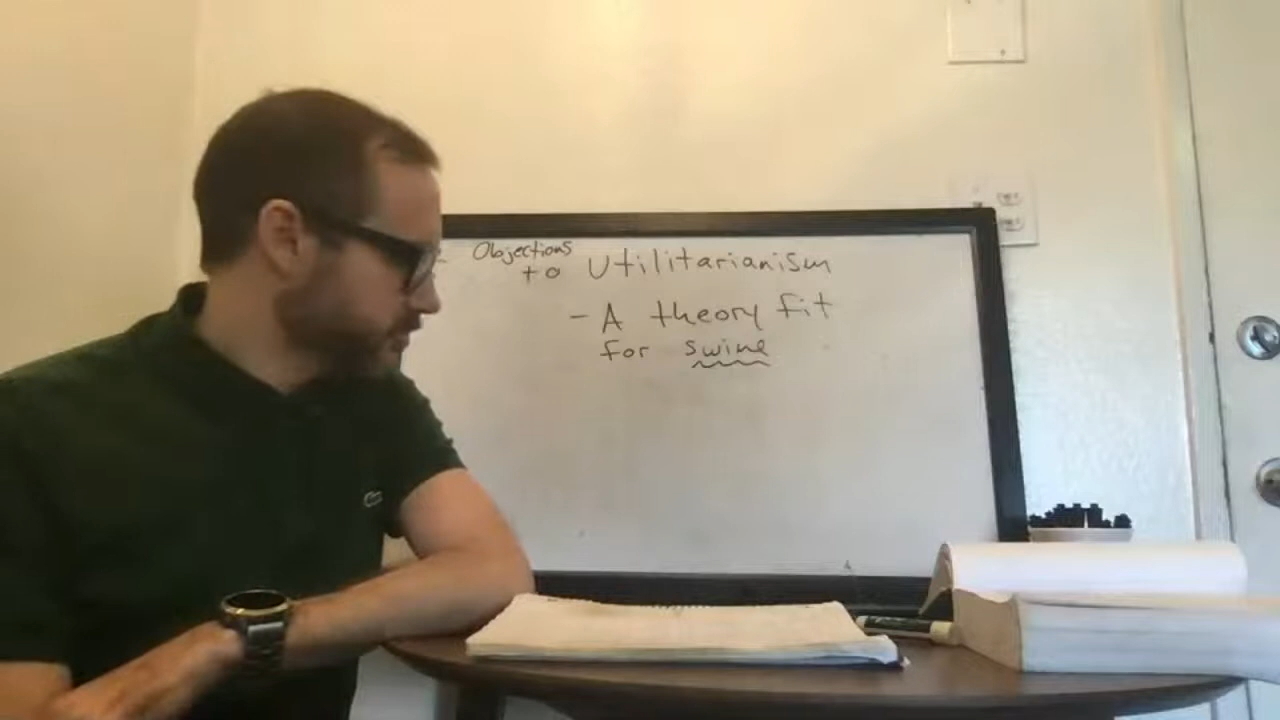 Objections
to Utilitarianism
- A theory fit
for swine